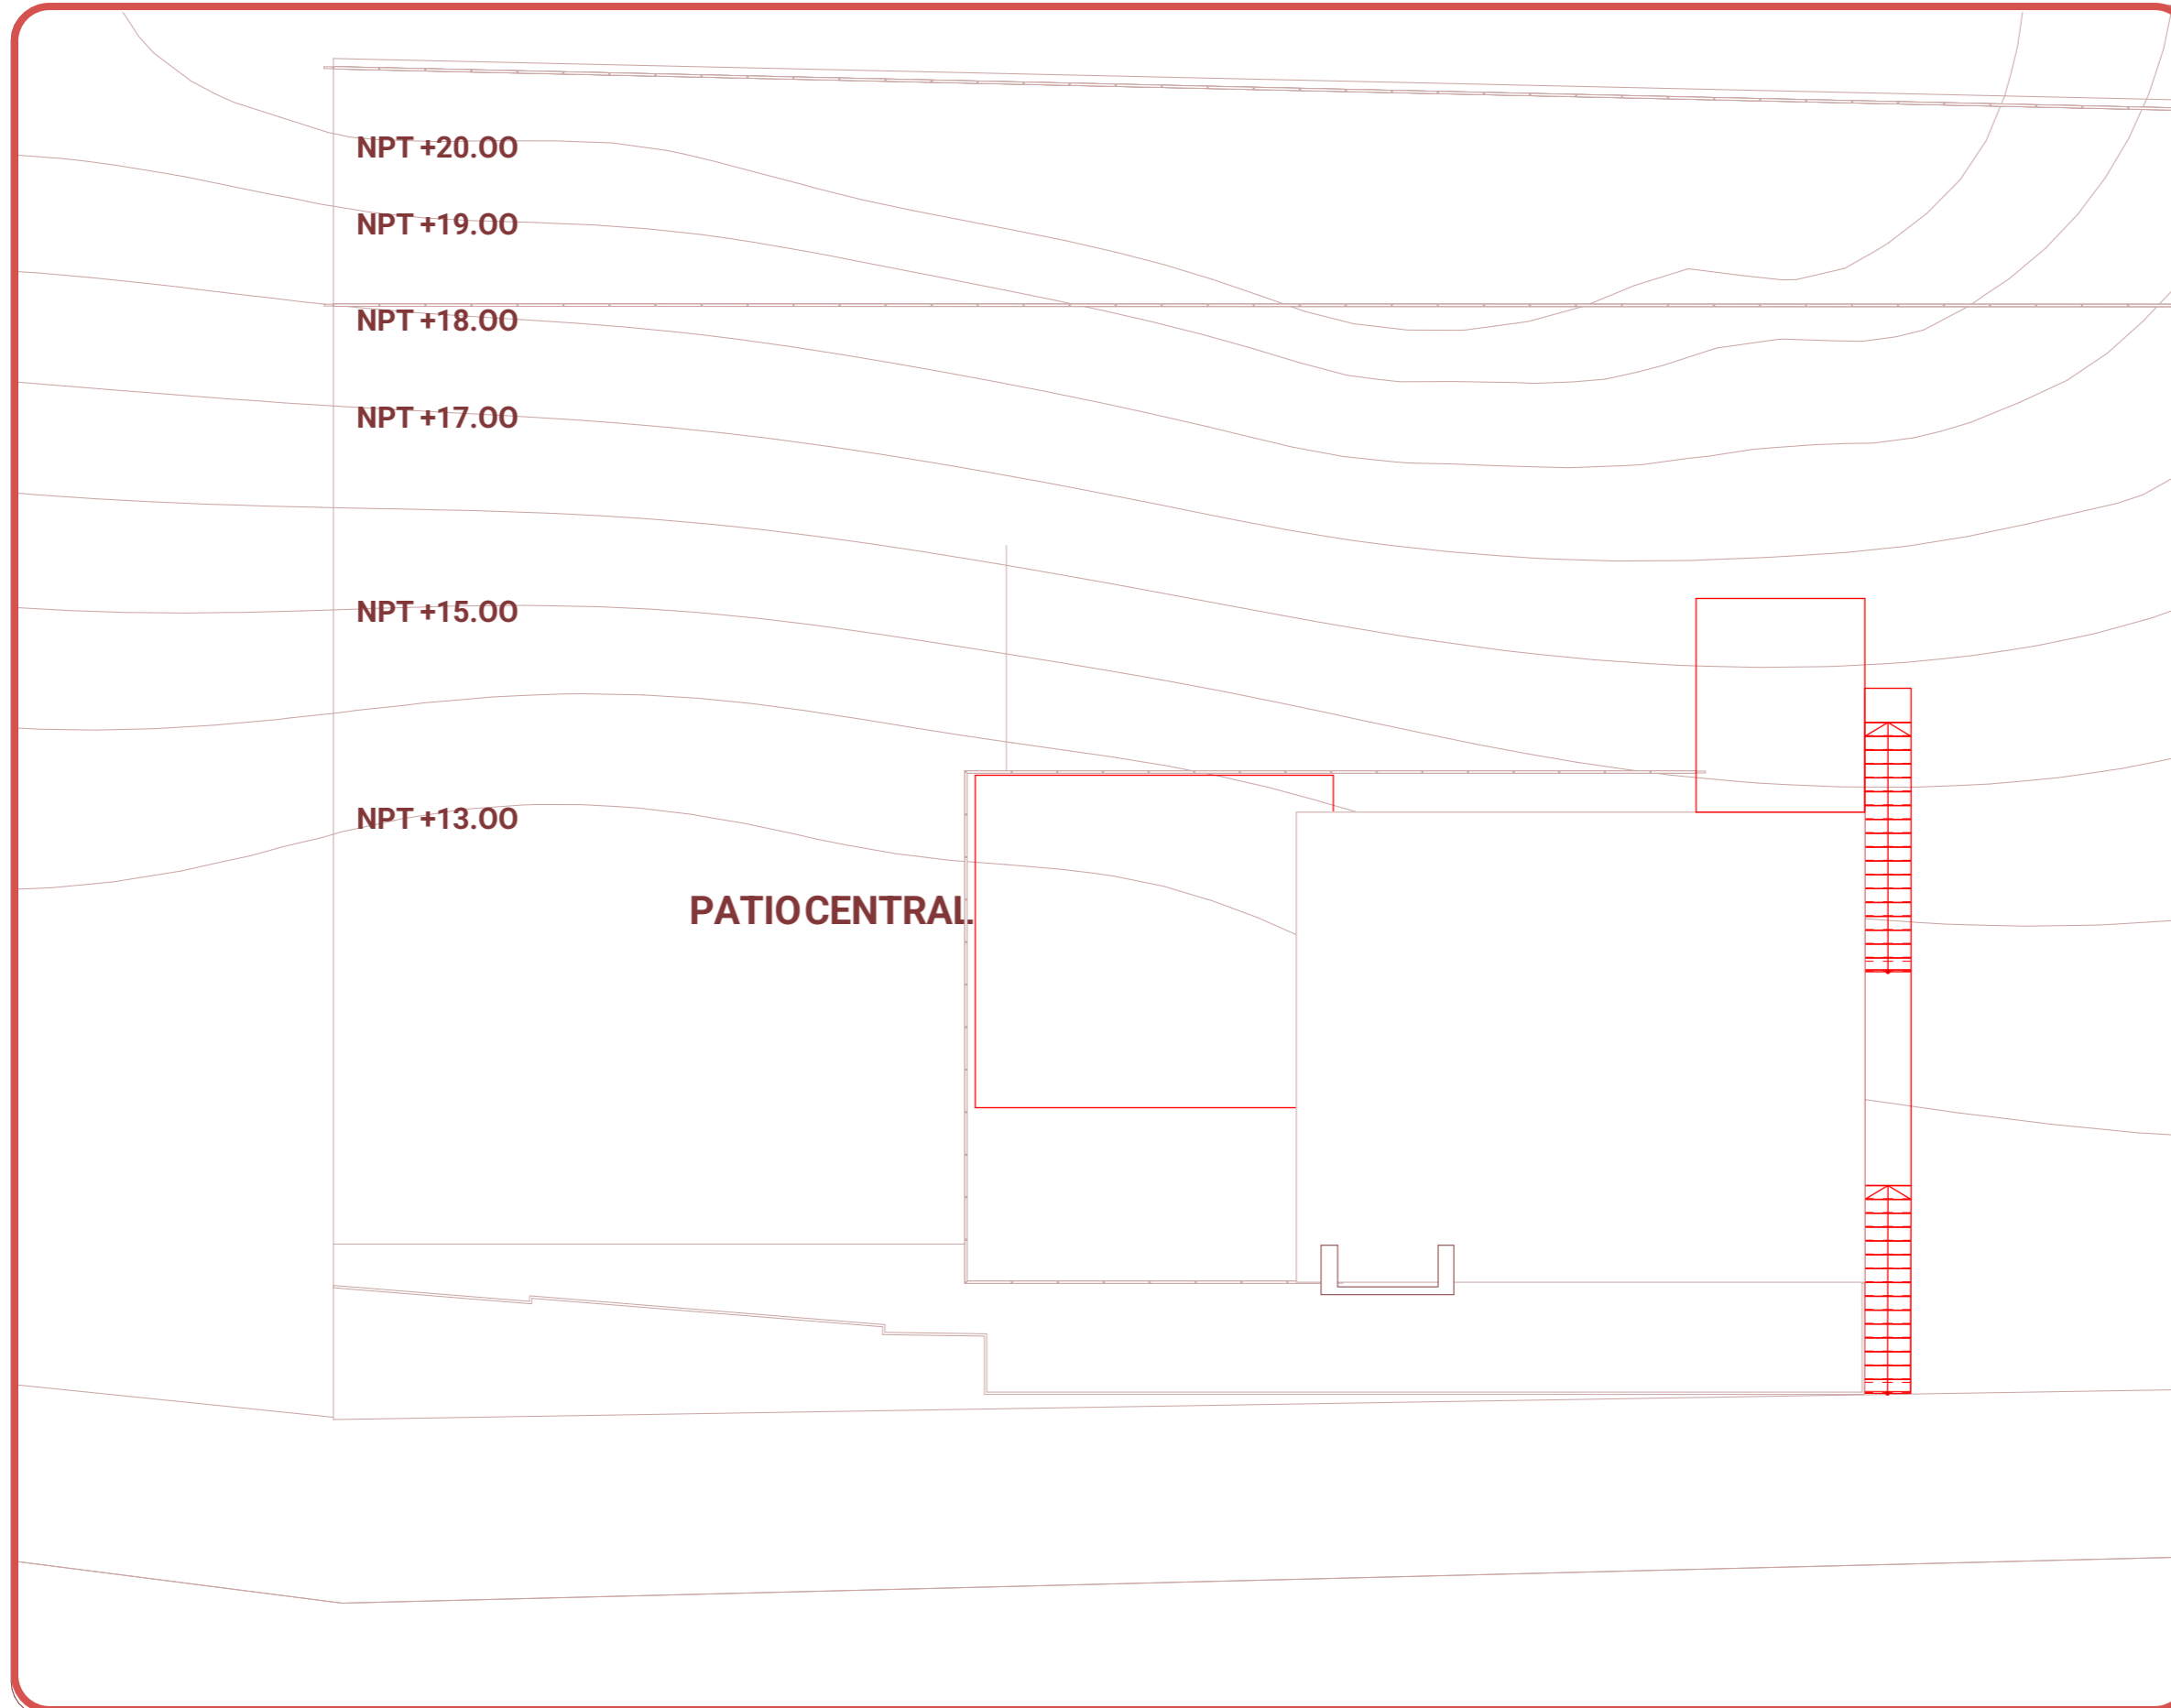 NPT +20.00
NPT +19.00
NPT +18.00
NPT +17.00
NPT +15.00
NPT +13.00
PATIO CENTRAL